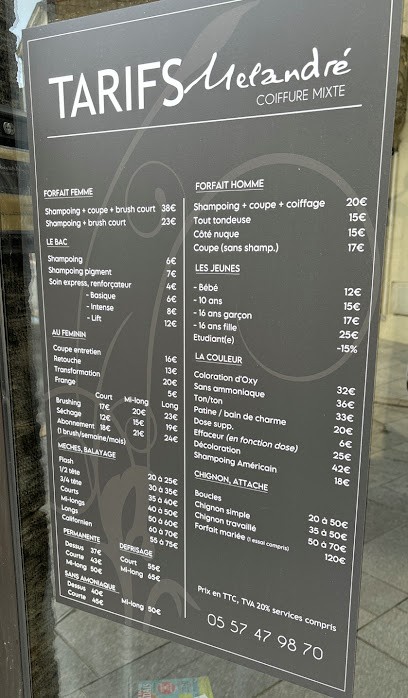 TARIFS Melandré
COIFFURE MIXTE
FORFAIT FEMME
Shampoing + coupe + brush court 38€
Shampoing + brush court 23€
LE BAC
Shampoing 6€
Shampoing pigment 7€
Soin express, renforçateur 4€
- Basique 6€
- Intense 8€
- Lift 12€
AU FEMININ
Coupe entretien 16€
Retouche 13€
Transformation 20€
Frange 5€
Court Mi-long Long
Brushing 17€ 20€ 23€
Séchage 12€ 15€ 19€
Abonnement 18€ 21€ 24€
(1 brush/semaine/mois)
MECHES, BALAYAGE
Flash 20 à 25€
1/2 tête 30 à 35€
3/4 tête 35 à 40€
Courts 40 à 50€
Mi-longs 50 à 60€
Longs 60 à 70€
Californien 55 à 75€
PERMANENTE
Dessus 37€
Courte 43€
Mi-long 50€
DEFRISAGE
Court 55€
Mi-long 65€
SANS AMONIAQUE
Dessus 40€
Courte 45€
Mi-long 50€
FORFAIT HOMME
Shampoing + coupe + coiffage 20€
Tout tondeuse 15€
Côté nuque 15€
Coupe (sans shamp.) 17€
LES JEUNES
- Bébé 12€
- 10 ans 15€
- 16 ans garçon 17€
- 16 ans fille 25€
Etudiant(e) -15%
LA COULEUR
Coloration d'Oxy 32€
Sans ammoniaque 36€
Ton/ton 33€
Patine / bain de charme 20€
Dose supp. 6€
Effaceur (en fonction dose) 25€
Décoloration 42€
Shampoing Américain 18€
CHIGNON, ATTACHE
Boucles 20 à 50€
Chignon simple 35 à 50€
Chignon travaillé 50 à 70€
Forfait mariée (1 essai compris) 120€
Prix en TTC, TVA 20% services compris
05 57 47 98 70